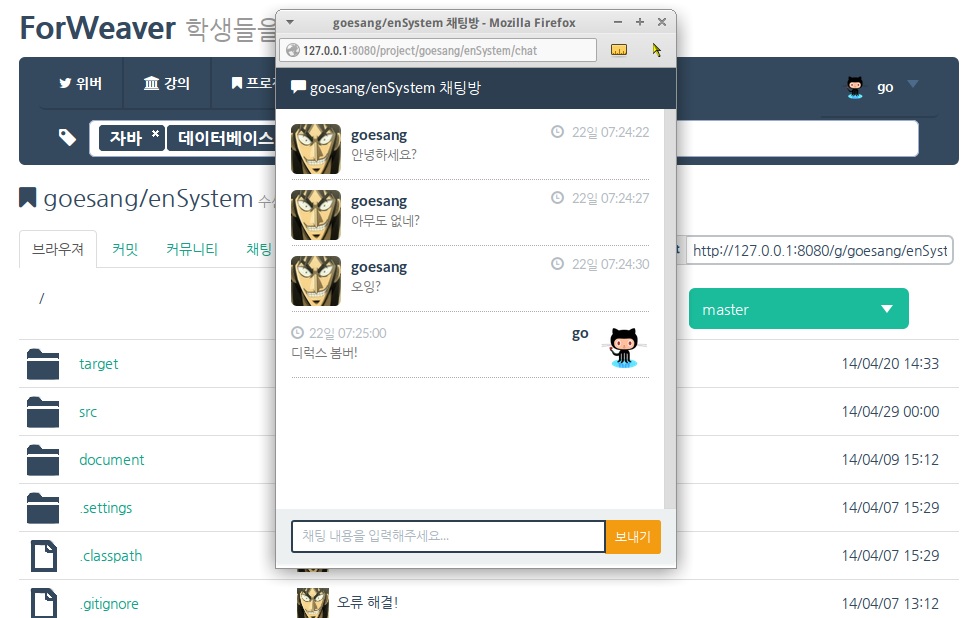 ForWeaver 학생들을
위버
강의
프로
go
자바 ×
데이터베이스
goesang/enSystem
브라우져
커밋
커뮤니티
채팅
http://127.0.0.1:8080/g/goesang/enSyst
/
master
target
14/04/20 14:33
src
14/04/29 00:00
document
14/04/09 15:12
.settings
14/04/07 15:29
.classpath
14/04/07 15:29
.gitignore
오류 해결!
14/04/07 13:12
goesang/enSystem 채팅방 - Mozilla Firefox
127.0.0.1:8080/project/goesang/enSystem/chat
goesang/enSystem 채팅방
goesang
22일 07:24:22
안녕하세요?
goesang
22일 07:24:27
아무도 없네?
goesang
22일 07:24:30
오잉?
22일 07:25:00
go
디럭스 봄버!
채팅 내용을 입력해주세요...
보내기